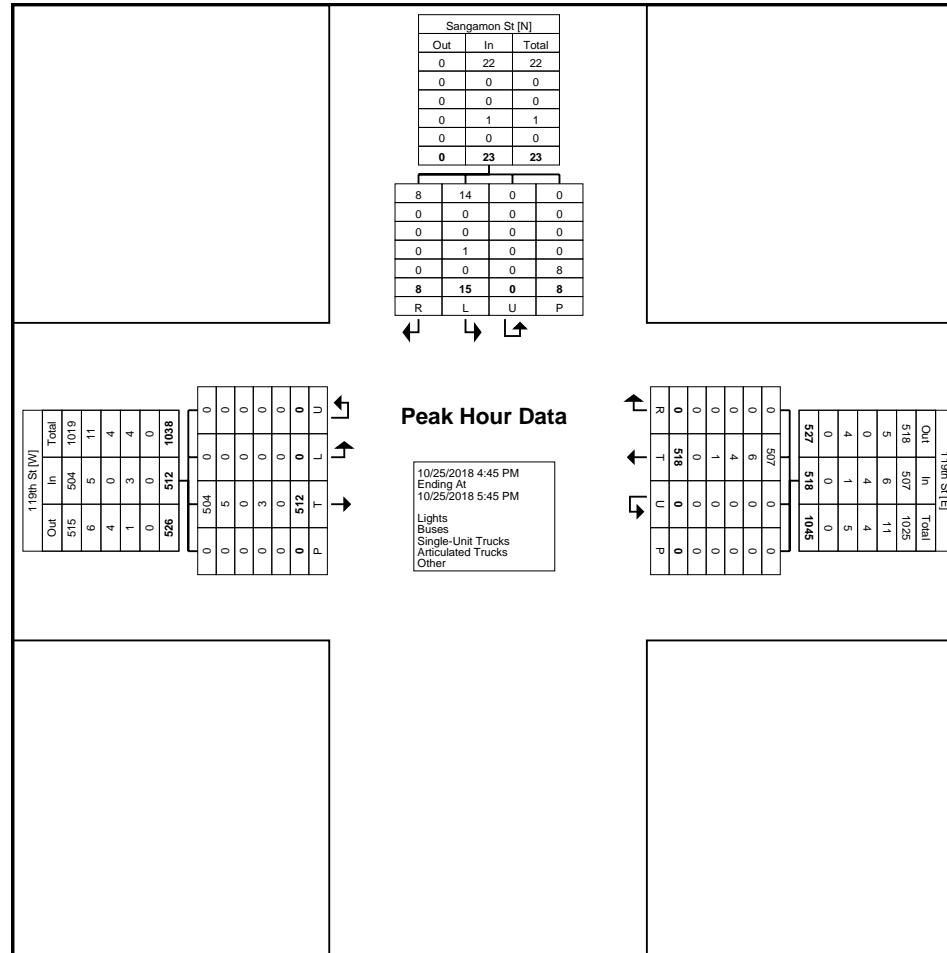 Sangamon St [N]
Out In Total
0 22 22
0 0 0
0 0 0
0 1 1
0 0 0
0 23 23
8 14 0 0
0 0 0 0
0 0 0 0
0 1 0 0
0 0 0 8
8 15 0 8
R L U P
119th St [W]
Out In Total
515 504 1019
6 5 11
4 0 4
1 3 4
0 0 0
526 512 1038
0 504 0 0
0 5 0 0
0 0 0 0
0 3 0 0
0 0 0 0
0 512 0 0
P T L U
Peak Hour Data
10/25/2018 4:45 PM
Ending At
10/25/2018 5:45 PM
Lights
Buses
Single-Unit Trucks
Articulated Trucks
Other
119th St [E]
Out In Total
518 507 1025
5 6 11
0 4 4
4 1 5
0 0 0
527 518 1045
0 507 0 0
0 6 0 0
0 4 0 0
0 1 0 0
0 0 0 0
0 518 0 0
R T U P